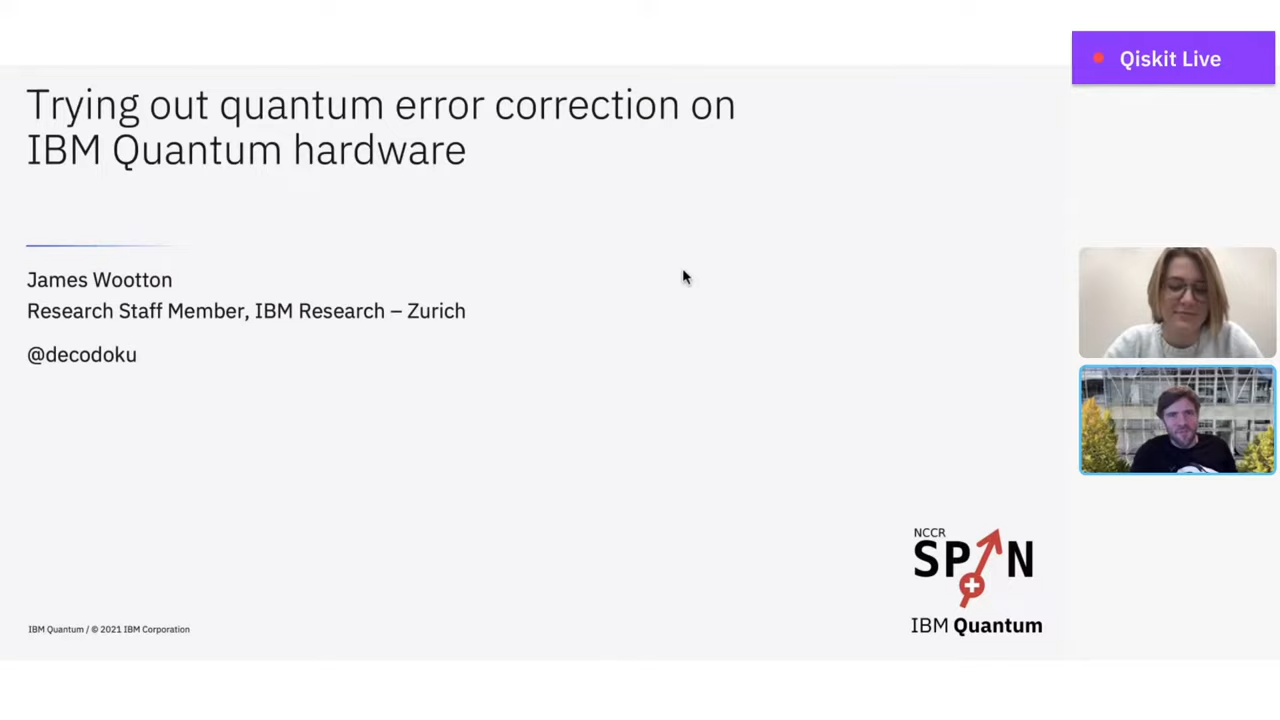 Qiskit Live
Trying out quantum error correction on
IBM Quantum hardware
James Wootton
Research Staff Member, IBM Research – Zurich
@decodoku
NCCR
SPIN
IBM Quantum
IBM Quantum / © 2021 IBM Corporation